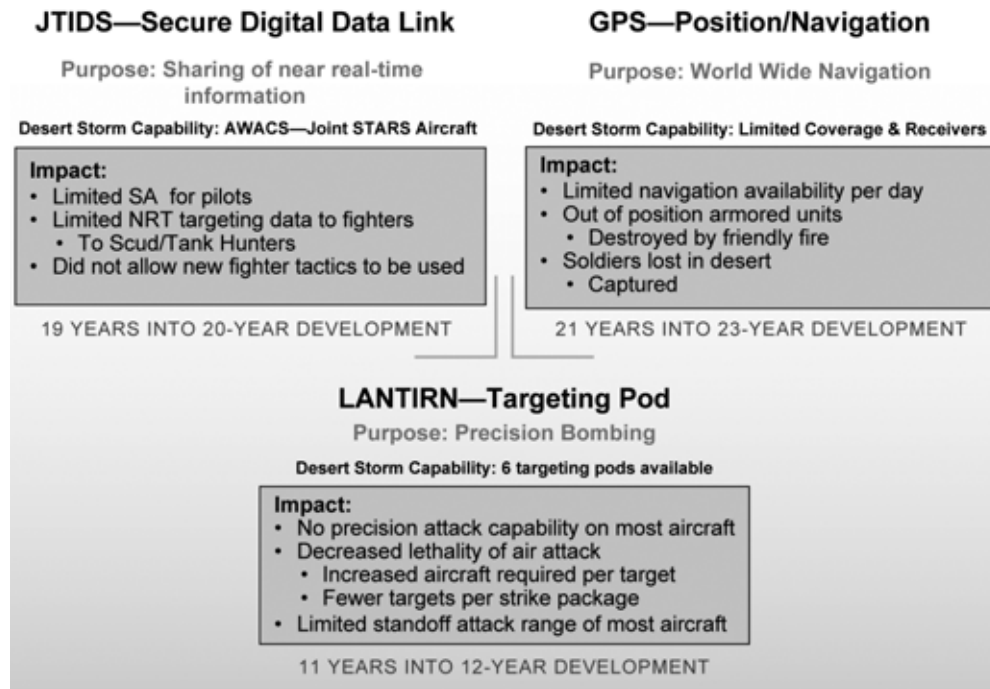 JTIDS—Secure Digital Data Link
Purpose: Sharing of near real-time
information
Desert Storm Capability: AWACS—Joint STARS Aircraft
Impact:
• Limited SA for pilots
• Limited NRT targeting data to fighters
• To Scud/Tank Hunters
• Did not allow new fighter tactics to be used
19 YEARS INTO 20-YEAR DEVELOPMENT
GPS—Position/Navigation
Purpose: World Wide Navigation
Desert Storm Capability: Limited Coverage & Receivers
Impact:
• Limited navigation availability per day
• Out of position armored units
• Destroyed by friendly fire
• Soldiers lost in desert
• Captured
21 YEARS INTO 23-YEAR DEVELOPMENT
LANTIRN—Targeting Pod
Purpose: Precision Bombing
Desert Storm Capability: 6 targeting pods available
Impact:
• No precision attack capability on most aircraft
• Decreased lethality of air attack
• Increased aircraft required per target
• Fewer targets per strike package
• Limited standoff attack range of most aircraft
11 YEARS INTO 12-YEAR DEVELOPMENT